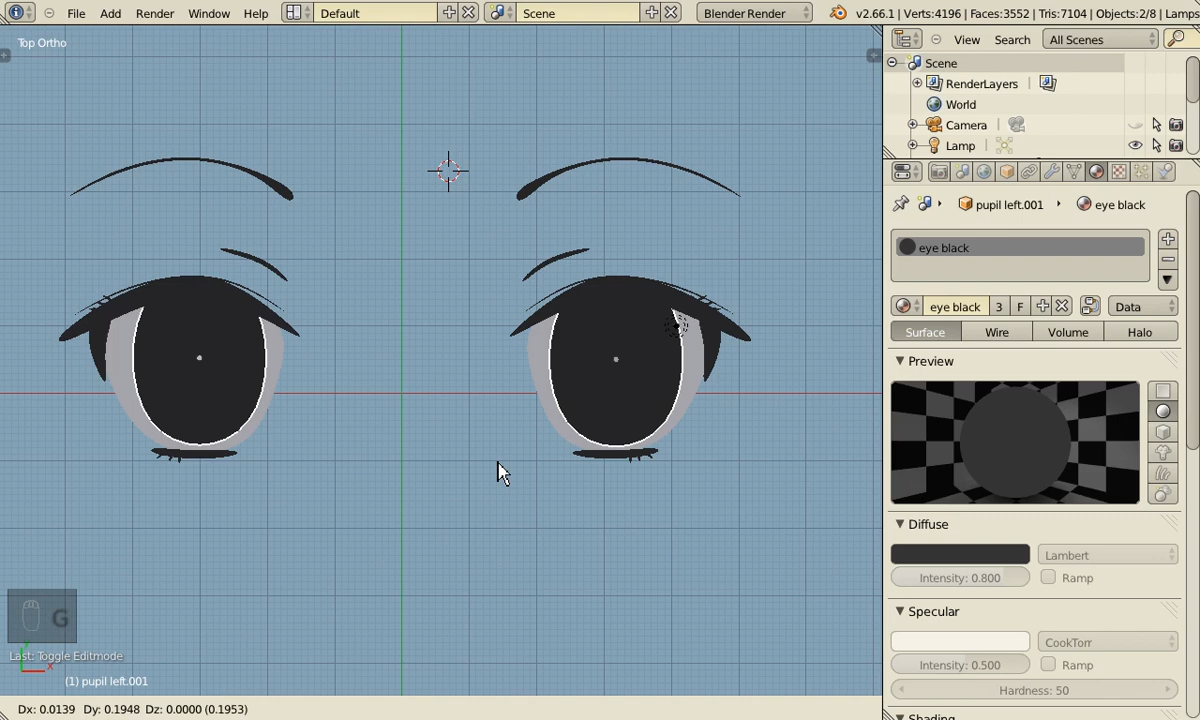 File Add Render Window Help Default Scene Blender Render v2.66.1 | Verts:4196 | Faces:3552 | Tris:7104 | Objects:2/8 | Lamps
Top Ortho
View Search All Scenes
Scene
RenderLayers
World
Camera
Lamp
pupil left.001 eye black
eye black
eye black 3 F Data
Surface Wire Volume Halo
Preview
Diffuse
Lambert
Intensity: 0.800 Ramp
Specular
CookTorr
Intensity: 0.500 Ramp
Hardness: 50
Shading
G
Last: Toggle Editmode
x
(1) pupil left.001
Dx: 0.0139 Dy: 0.1948 Dz: 0.0000 (0.1953)